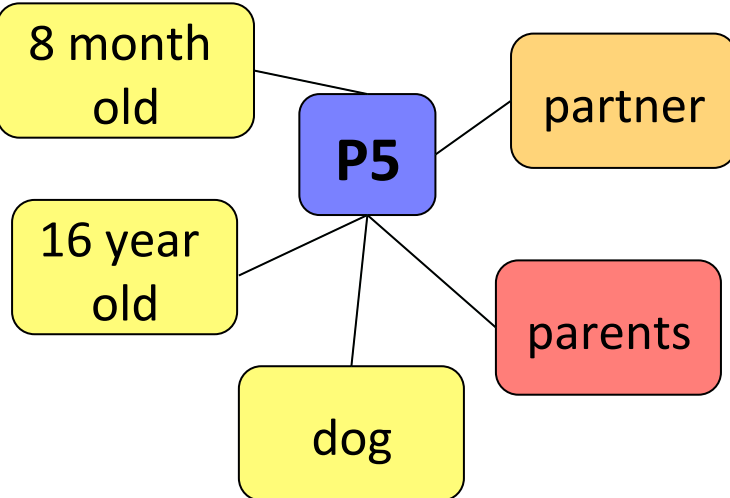 8 month
old
P5
partner
16 year
old
parents
dog